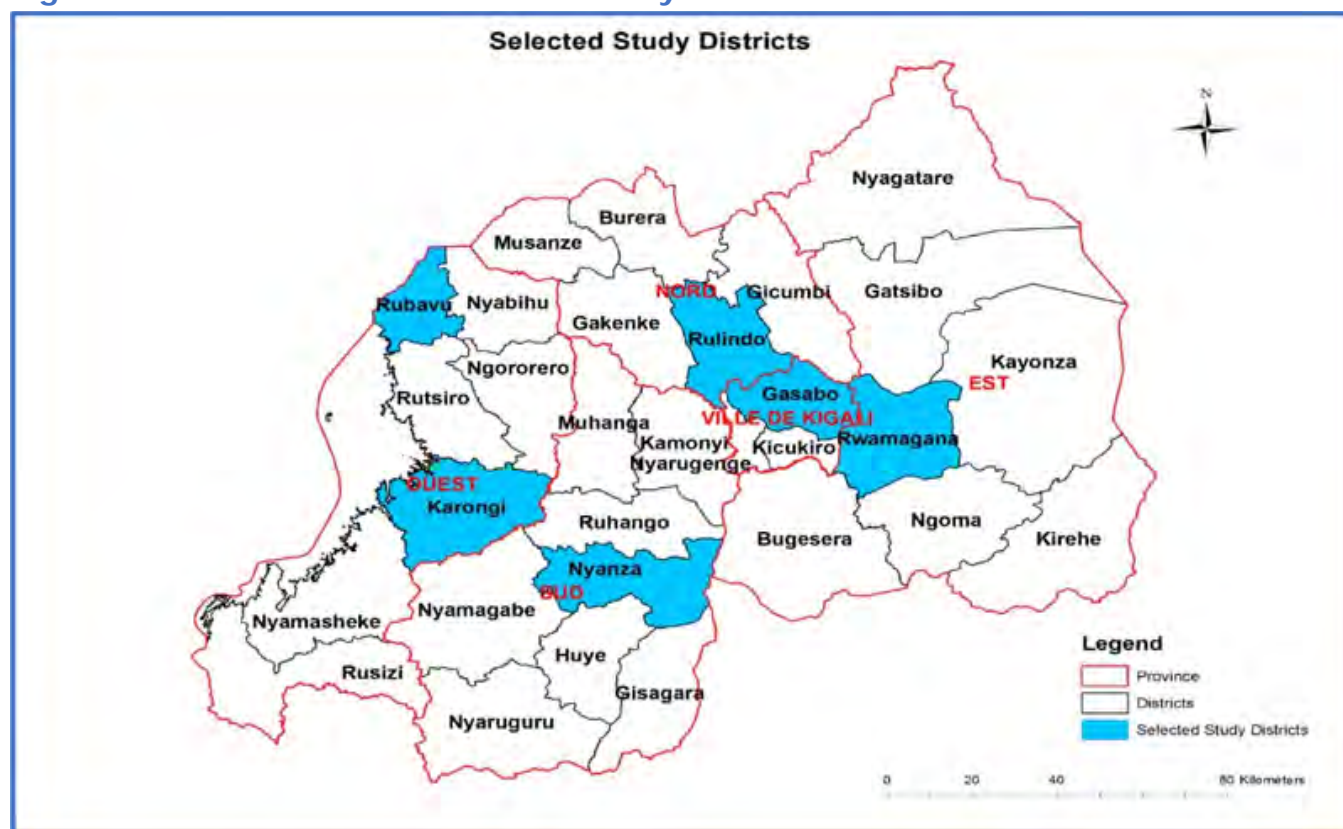 Selected Study Districts
N
Nyagatare
Burera
Musanze
Rubavu
Nyabihu
NORD
Gicumbi
Gatsibo
Gakenke
Rulindo
Kayonza
Ngororero
EST
Rutsiro
Gasabo
VILLE DE KIGALI
Muhanga
Kamonyi
Kicukiro
Rwamagana
Nyarugenge
OUEST
Karongi
Ruhango
Ngoma
Bugesera
Kirehe
Nyanza
SUD
Nyamagabe
Nyamasheke
Huye
Rusizi
Gisagara
Nyaruguru
Legend
Province
Districts
Selected Study Districts
0 20 40 80 Kilometers